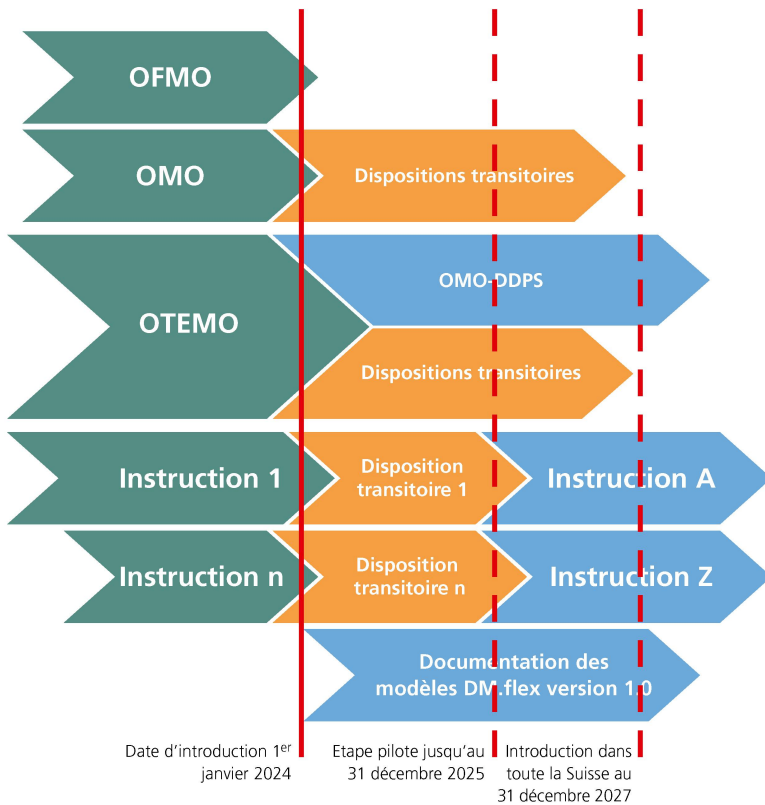 OFMO
OMO
Dispositions transitoires
OMO-DDPS
OTEMO
Dispositions transitoires
Instruction 1
Disposition
transitoire 1
Instruction A
Instruction n
Disposition
transitoire n
Instruction Z
Documentation des
modèles DM.flex version 1.0
Date d’introduction 1er
janvier 2024
Etape pilote jusqu’au
31 décembre 2025
Introduction dans
toute la Suisse au
31 décembre 2027